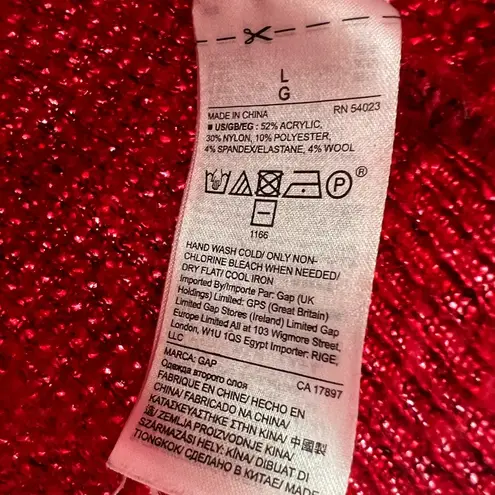 L
G
MADE IN CHINA RN 54023
■ US/GB/EG : 52% ACRYLIC,
30% NYLON, 10% POLYESTER,
4% SPANDEX/ELASTANE, 4% WOOL
P ®
1166
HAND WASH COLD/ ONLY NON-
CHLORINE BLEACH WHEN NEEDED/
DRY FLAT/ COOL IRON
Imported By/Importe Par: Gap (UK
Holdings) Limited: GPS (Great Britain)
Limited Gap Stores (Ireland) Limited Gap
Europe Limited All at 103 Wigmore Street,
London, W1U 1QS Egypt Importer: RIGE,
LLC
MARCA: GAP CA 17897
Одежда второго слоя
FABRIQUE EN CHINE/ HECHO EN
CHINA/ FABRICADO NA CHINA/
ΚΑΤΑΣΚΕΥΑΣΤΗΚΕ ΣΤΗΝ ΚΙΝΑ/ 中國製
造/ ZEMLJA PROIZVODNJE KINA/
SZÁRMAZÁSI HELY: KÍNA/ DIBUAT DI
TIONGKOK/ СДЕЛАНО В КИТАЕ/ MADE